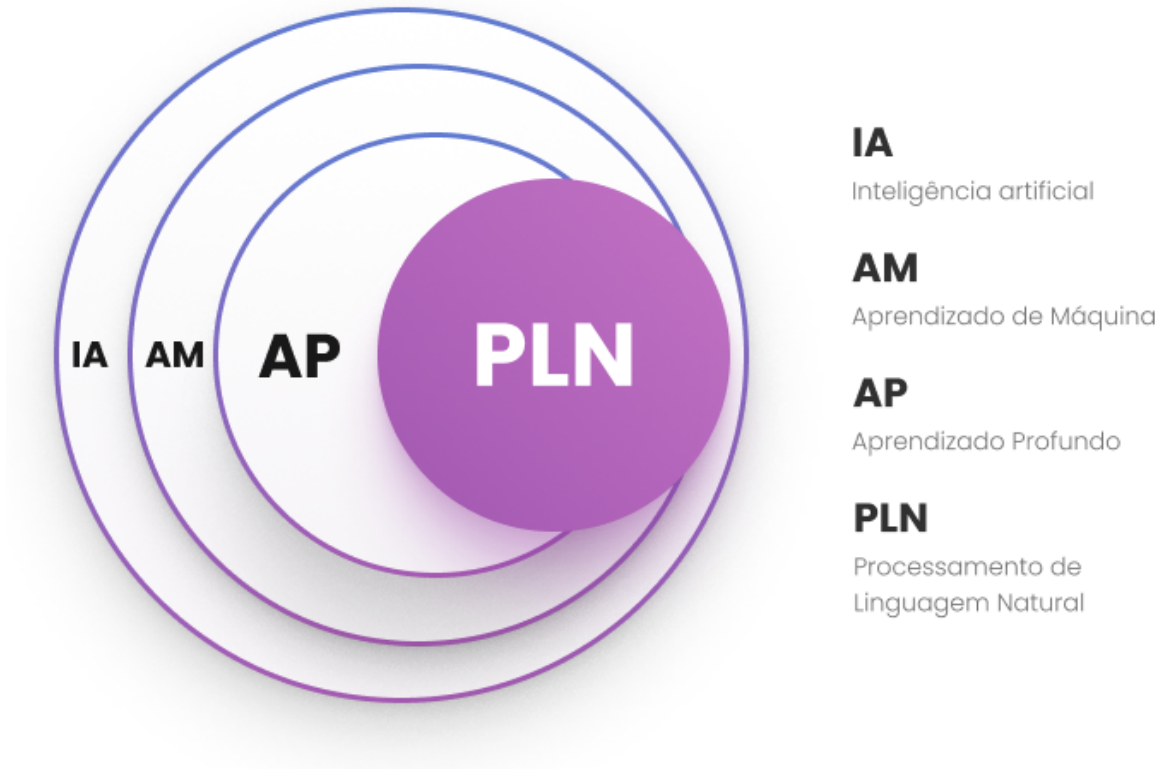 IA
AM
AP
PLN
IA
Inteligência artificial
AM
Aprendizado de Máquina
AP
Aprendizado Profundo
PLN
Processamento de
Linguagem Natural